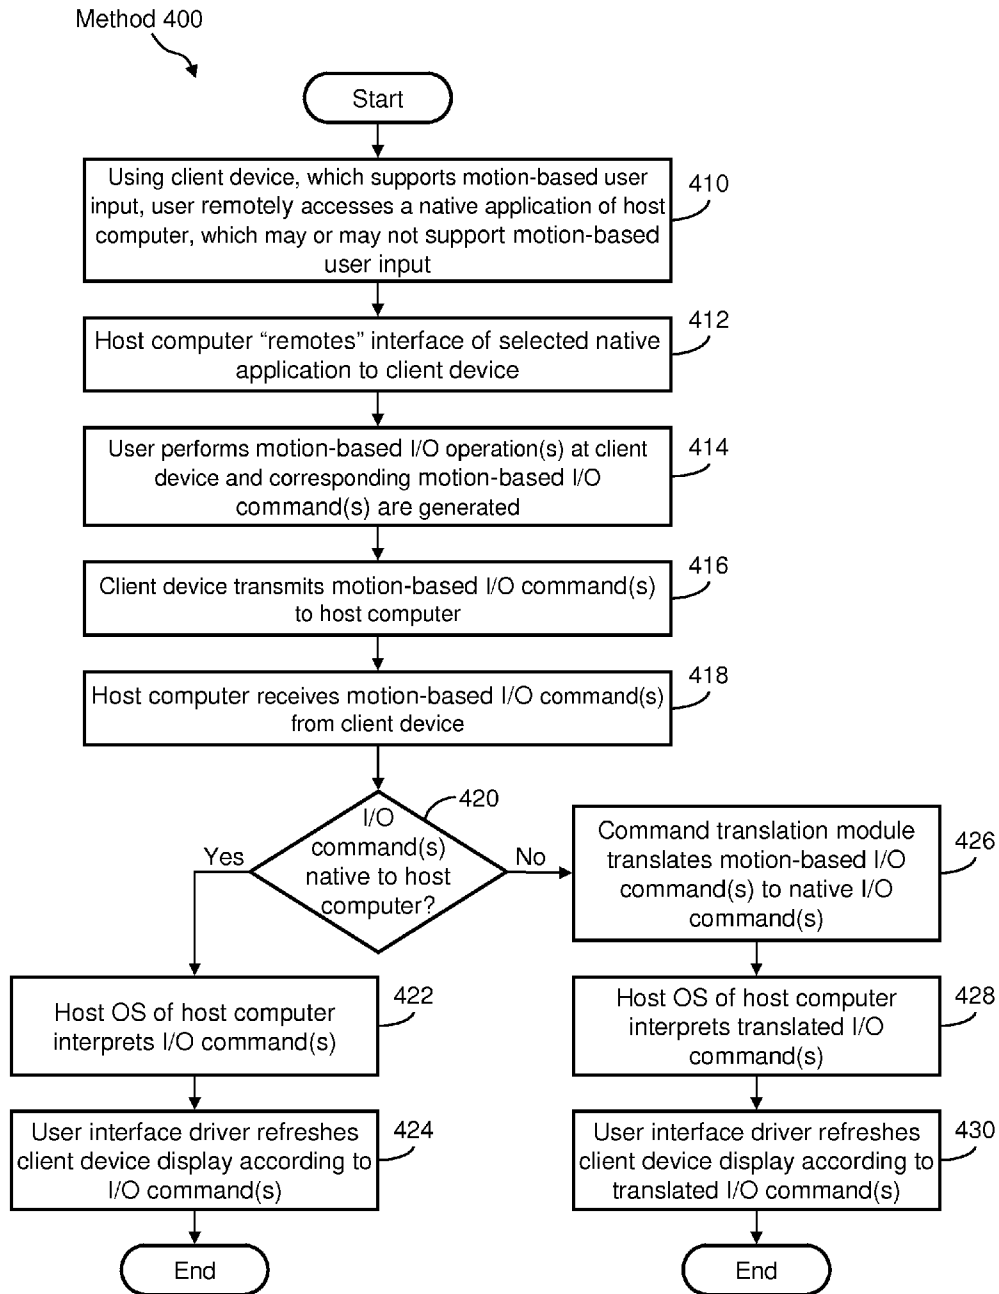 Method 400
Start
Using client device, which supports motion-based user
input, user remotely accesses a native application of host
computer, which may or may not support motion-based
user input
410
Host computer “remotes” interface of selected native
application to client device
412
User performs motion-based I/O operation(s) at client
device and corresponding motion-based I/O
command(s) are generated
414
Client device transmits motion-based I/O command(s)
to host computer
416
Host computer receives motion-based I/O command(s)
from client device
418
I/O
command(s)
native to host
computer?
420
Yes
No
Command translation module
translates motion-based I/O
command(s) to native I/O
command(s)
426
Host OS of host computer
interprets I/O command(s)
422
Host OS of host computer
interprets translated I/O
command(s)
428
User interface driver refreshes
client device display according to
I/O command(s)
424
User interface driver refreshes
client device display according to
translated I/O command(s)
430
End
End